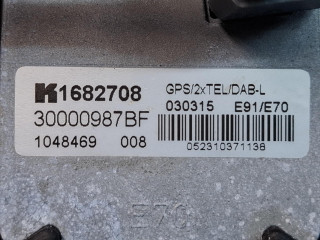 K1682708 GPS/2xTEL/DAB-L
30000987BF 030315 E91/E70
1048469 008 052310371138
E70